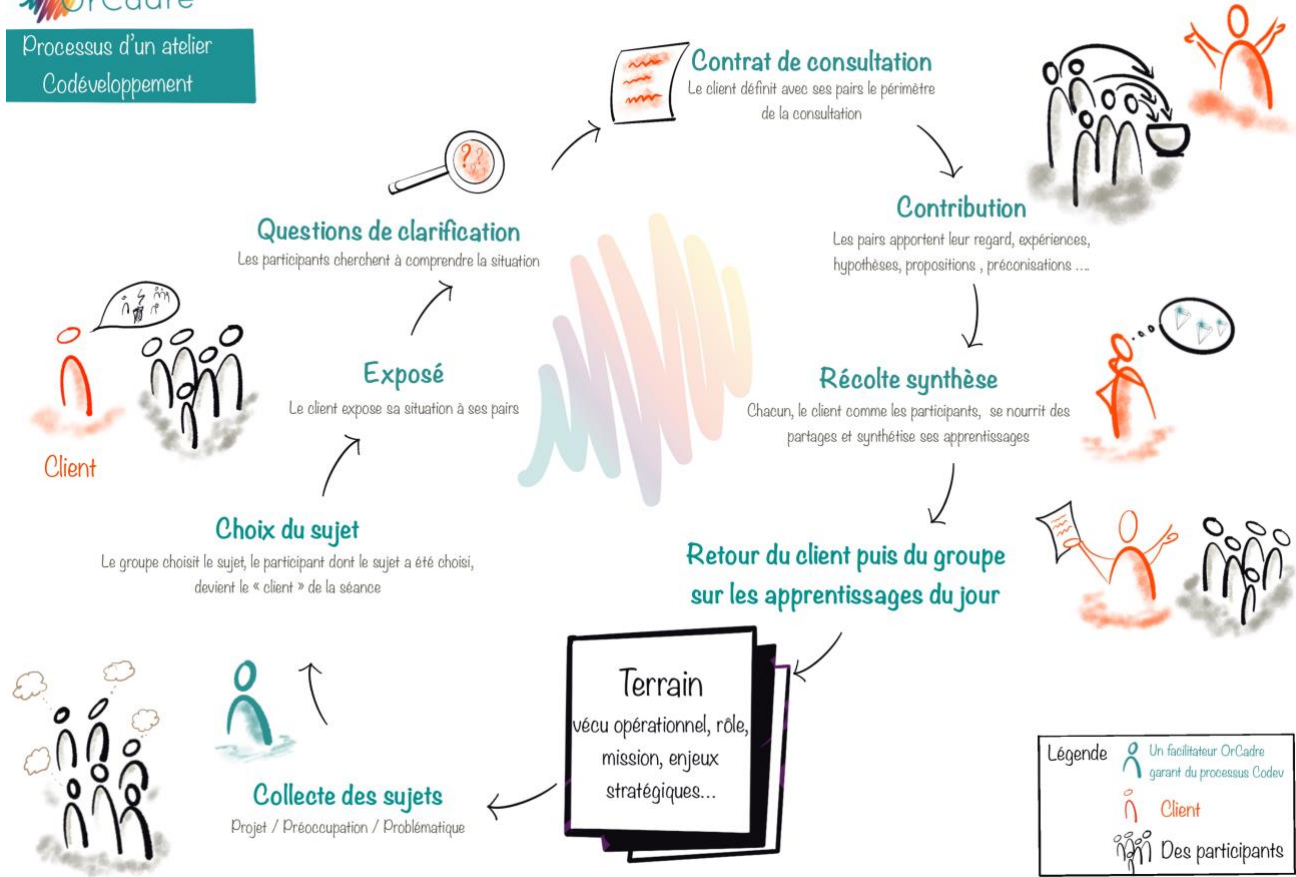 OrCadre
Processus d'un atelier
Codéveloppement
Contrat de consultation
Le client définit avec ses pairs le périmètre
de la consultation
Questions de clarification
Les participants cherchent à comprendre la situation
Contribution
Les pairs apportent leur regard, expériences,
hypothèses, propositions , préconisations ....
Exposé
Le client expose sa situation à ses pairs
Client
Récolte synthèse
Chacun, le client comme les participants, se nourrit des
partages et synthétise ses apprentissages
Choix du sujet
Le groupe choisit le sujet, le participant dont le sujet a été choisi,
devient le « client » de la séance
Retour du client puis du groupe
sur les apprentissages du jour
Terrain
vécu opérationnel, rôle,
mission, enjeux
stratégiques...
Collecte des sujets
Projet / Préoccupation / Problématique
Légende
Un facilitateur OrCadre
garant du processus Codev
Client
Des participants